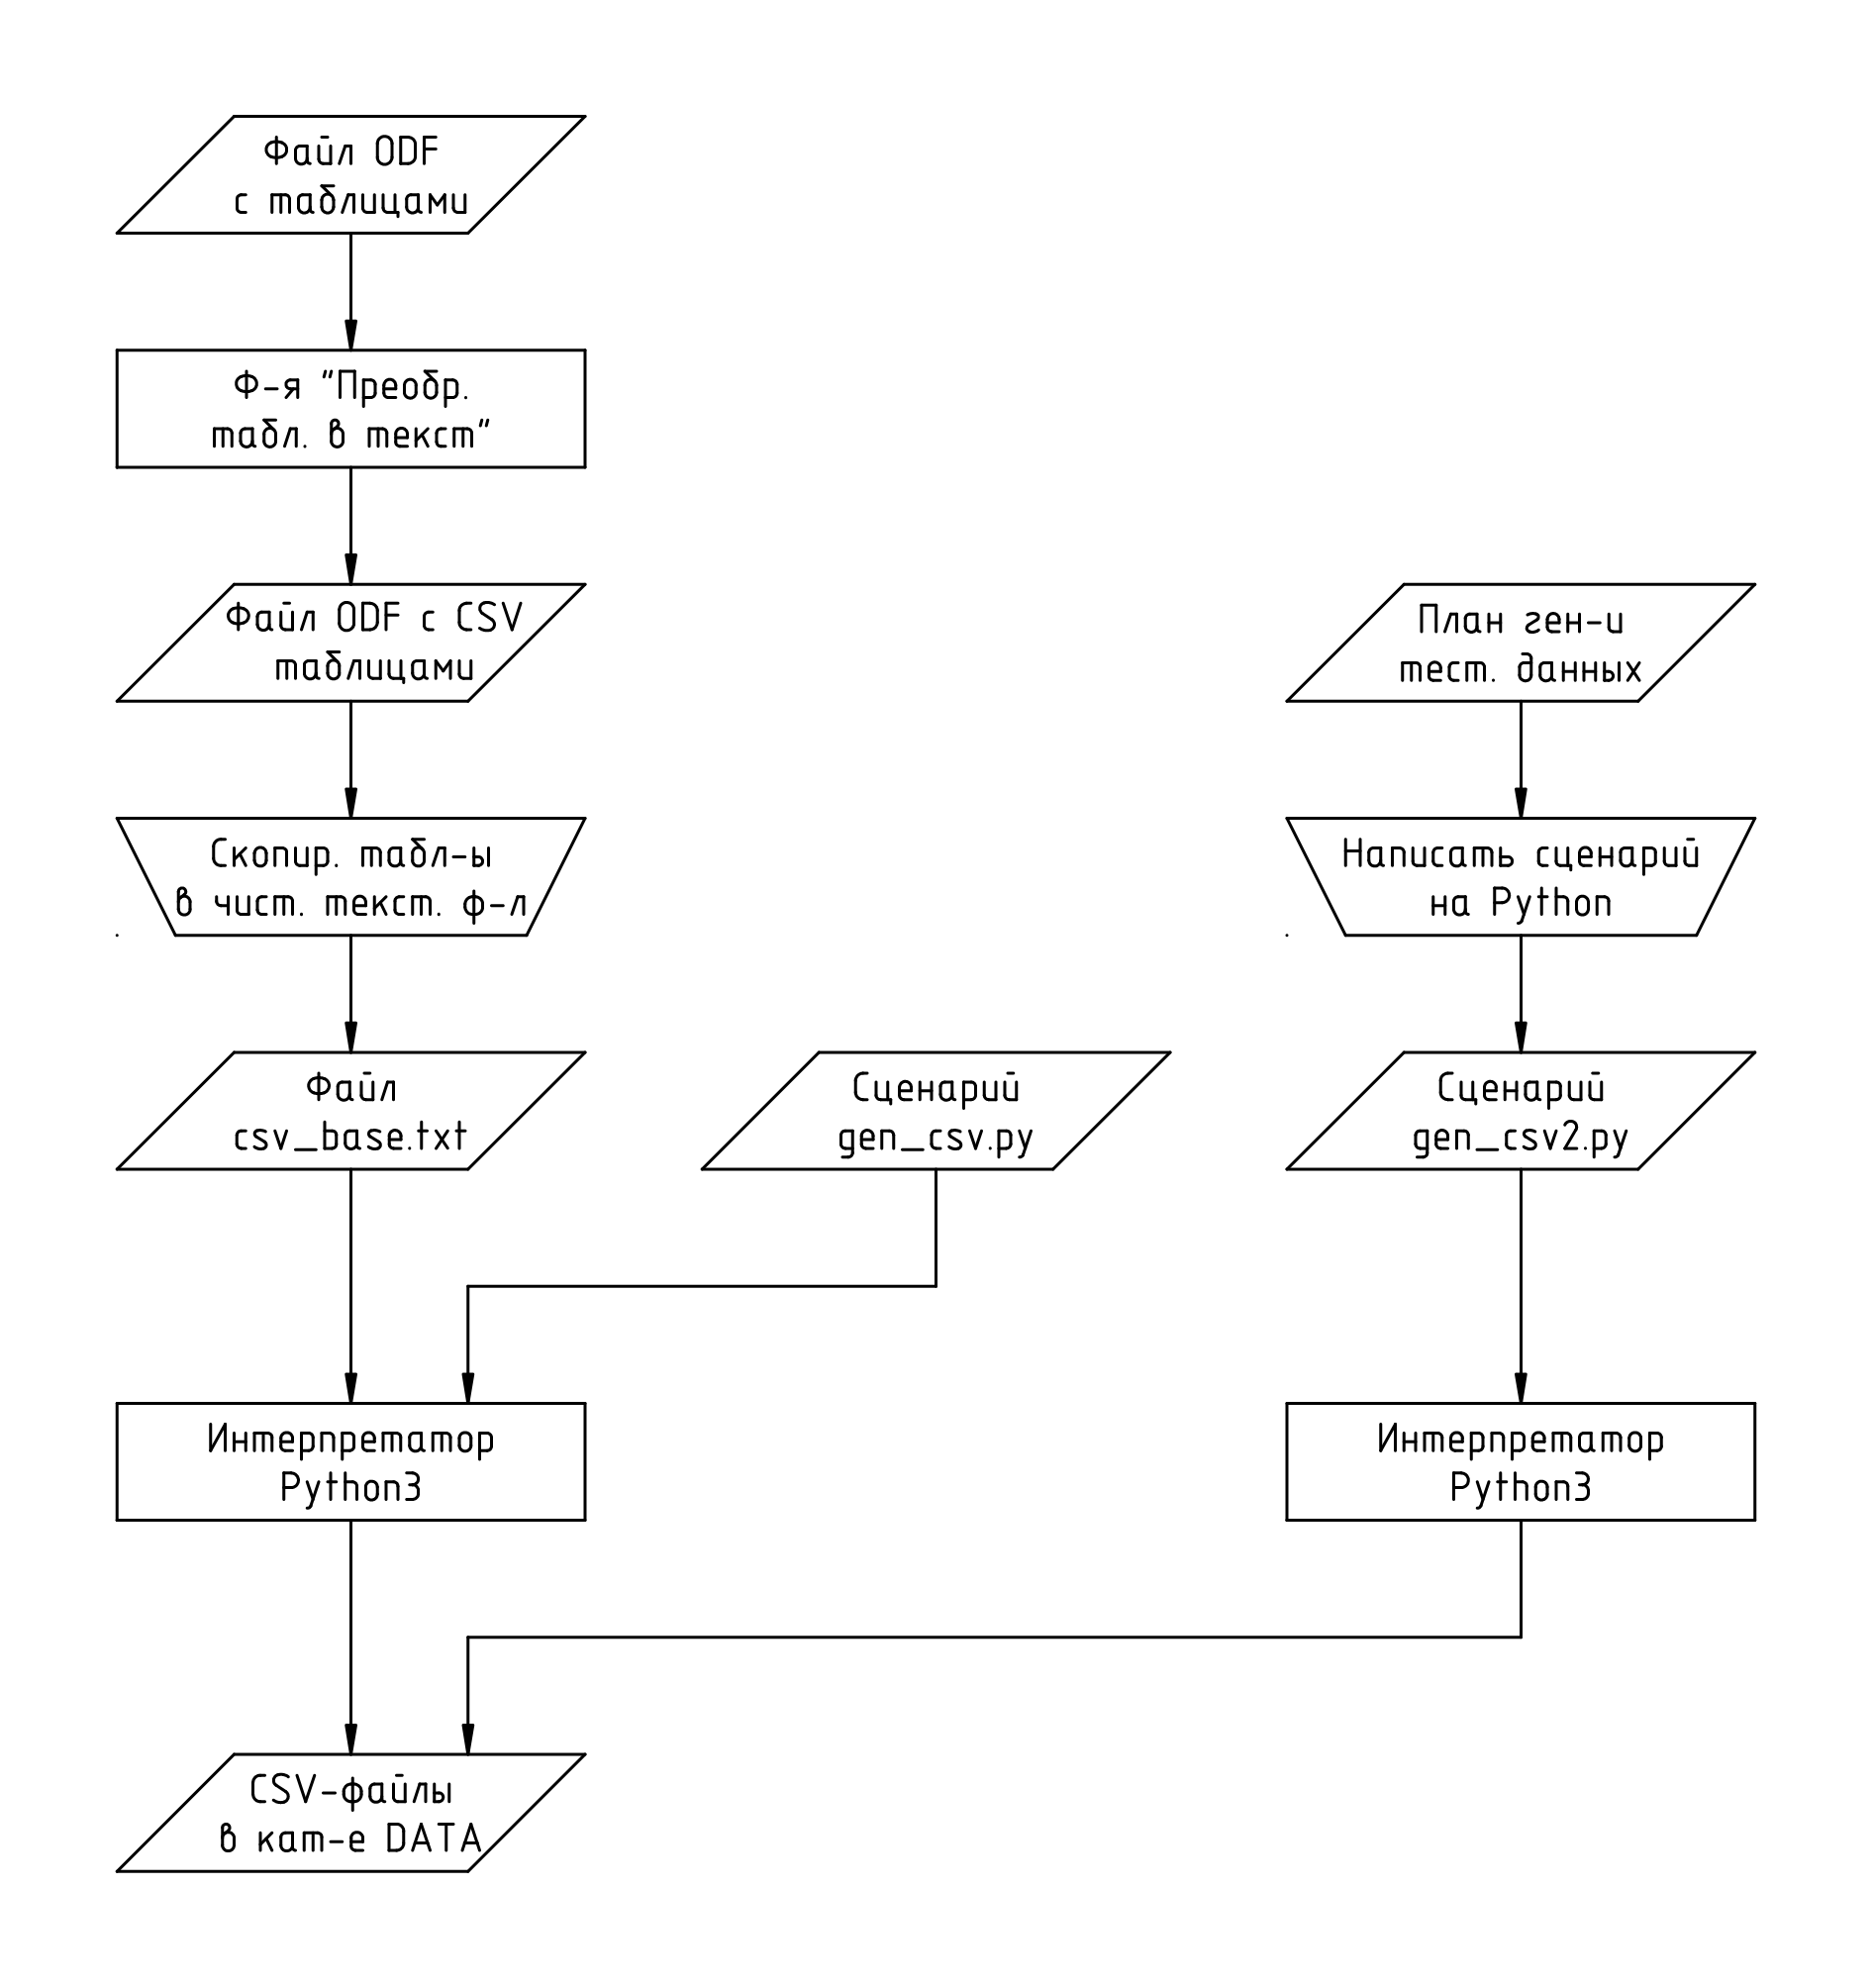 Файл ODF
с таблицами
Ф-я "Преобр.
табл. в текст"
Файл ODF с CSV
таблицами
План ген-и
тест. данных
Скопир. табл-ы
в чист. текст. ф-л
Написать сценарий
на Python
Файл
csv_base.txt
Сценарий
gen_csv.py
Сценарий
gen_csv2.py
Интерпретатор
Python3
Интерпретатор
Python3
CSV-файлы
в кат-е DATA